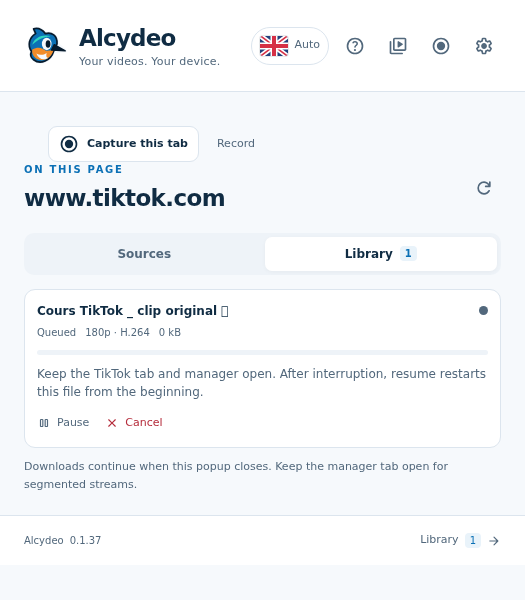 Alcydeo
Your videos. Your device.
Auto
Capture this tab
Record
ON THIS PAGE
www.tiktok.com
Sources
Library 1
Cours TikTok _ clip original
Queued 180p · H.264 0 kB
Keep the TikTok tab and manager open. After interruption, resume restarts
this file from the beginning.
Pause
Cancel
Downloads continue when this popup closes. Keep the manager tab open for
segmented streams.
Alcydeo 0.1.37
Library 1